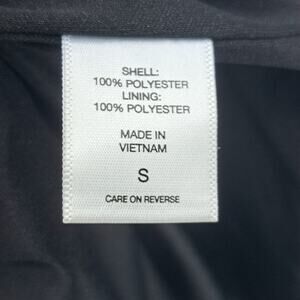 SHELL:
100% POLYESTER
LINING:
100% POLYESTER
MADE IN
VIETNAM
S
CARE ON REVERSE